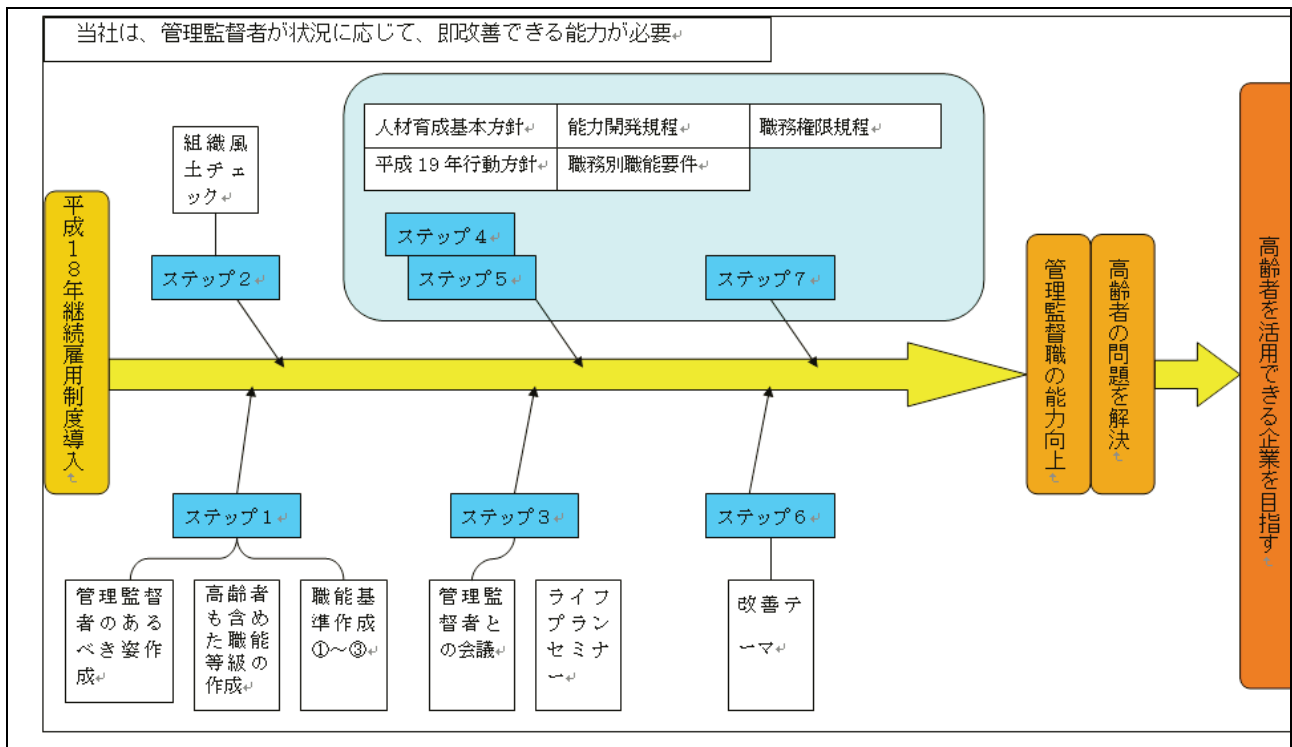 当社は、管理監督者が状況に応じて、即改善できる能力が必要
人材育成基本方針
能力開発規程
職務権限規程
平成19年行動方針
職務別職能要件
組織風
土チェ
ック
ステップ4
ステップ2
ステップ5
ステップ7
平成18年継続雇用制度導入
管理監督職の能力向上
高齢者の問題を解決
高齢者を活用できる企業を目指す
ステップ1
ステップ3
ステップ6
管理監督
者のある
べき姿作
成
高齢者
も含め
た職能
等級の
作成
職能基
準作成
①～③
管理監
督者と
の会議
ライフ
プラン
セミナ
ー
改善テ
ーマ